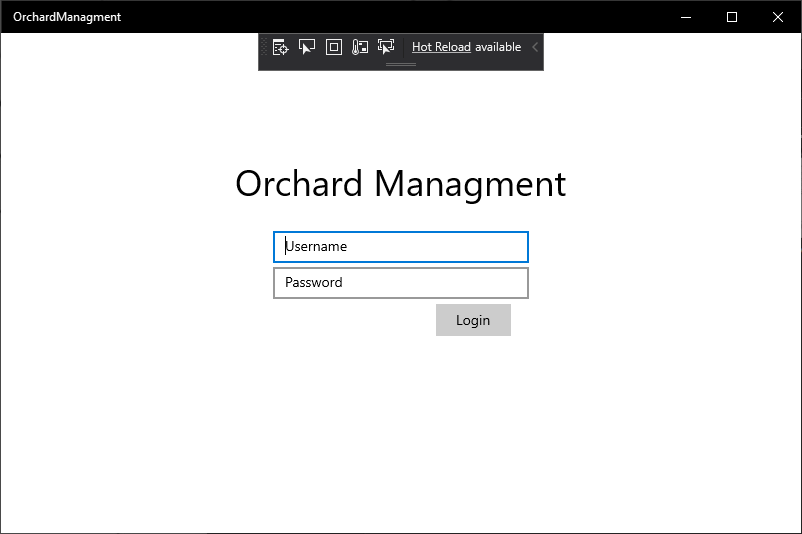 OrchardManagment
Hot Reload available
Orchard Managment
Username
Password
Login